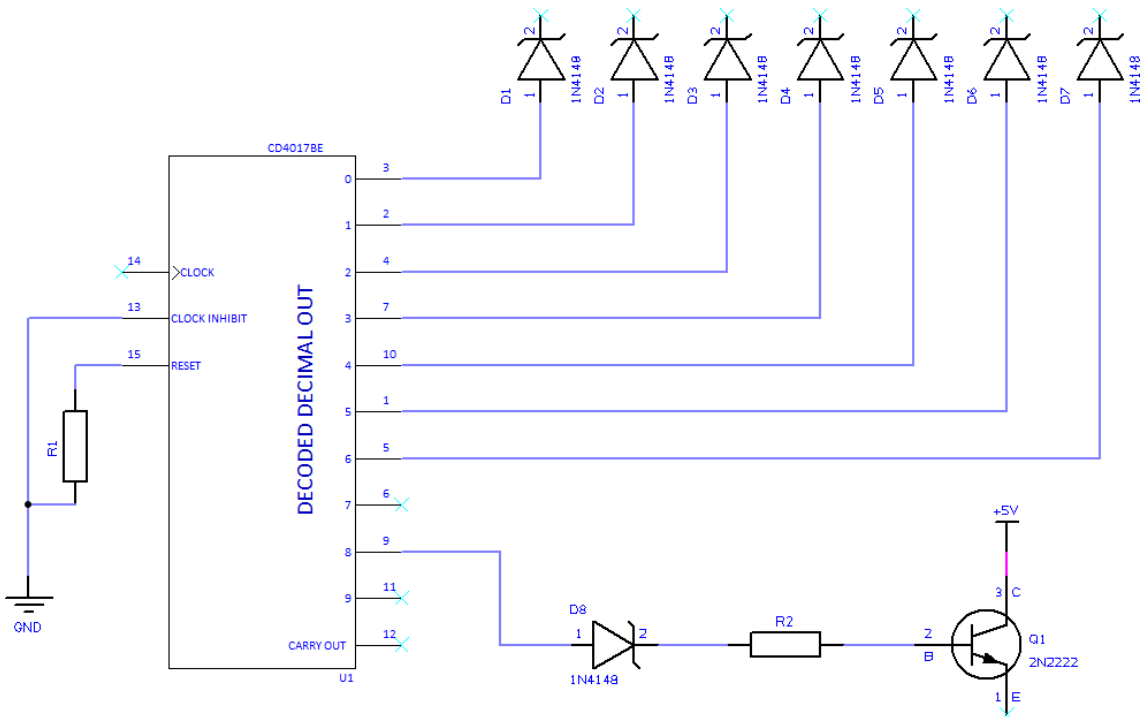 2 2 2 2 2 2 2
1N4148 1N4148 1N4148 1N4148 1N4148 1N4148 1N4148
D1 1 D2 1 D3 1 D4 1 D5 1 D6 1 D7 1
CD4017BE
0 3
1 2
14 CLOCK 2 4
13 CLOCK INHIBIT 3 7
15 RESET 4 10
DECODED DECIMAL OUT
5 1
R1
6 5
7 6
+5V
8 9
9 11
3 C
GND
D8
1 2
R2
2
B
Q1
CARRY OUT 12
2N2222
U1
1N4148
1 E